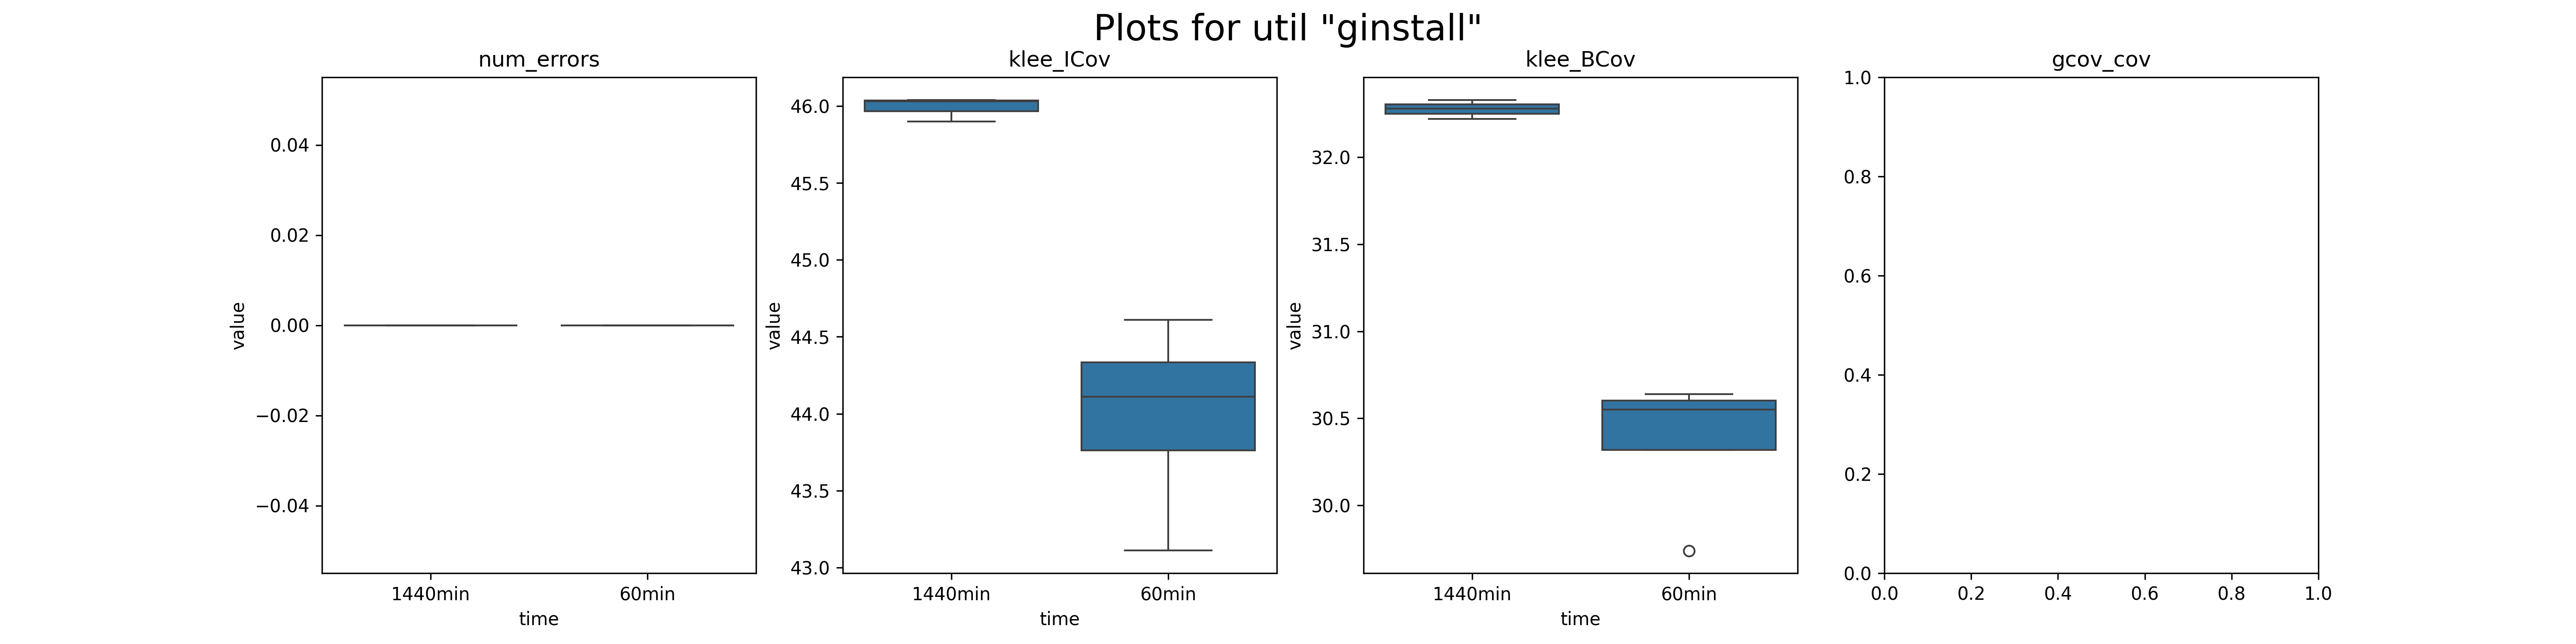 Plots for util "ginstall"
num_errors
0.04
0.02
0.00
−0.02
−0.04
value
1440min
60min
time
klee_ICov
46.0
45.5
45.0
44.5
44.0
43.5
43.0
value
1440min
60min
time
klee_BCov
32.0
31.5
31.0
30.5
30.0
value
1440min
60min
time
gcov_cov
1.0
0.8
0.6
0.4
0.2
0.0
0.0
0.2
0.4
0.6
0.8
1.0